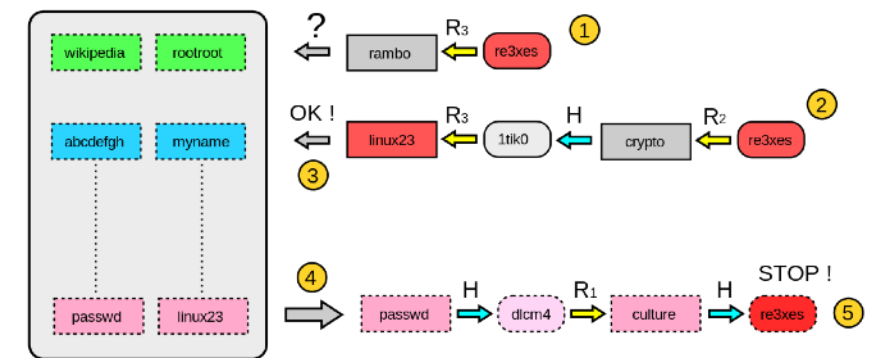 ? R3 1
wikipedia rootroot rambo re3xes
OK ! R3 H R2 2
abcdefgh myname linux23 1tik0 crypto re3xes
3
4 STOP !
H R1 H
passwd linux23 passwd dlcm4 culture re3xes 5